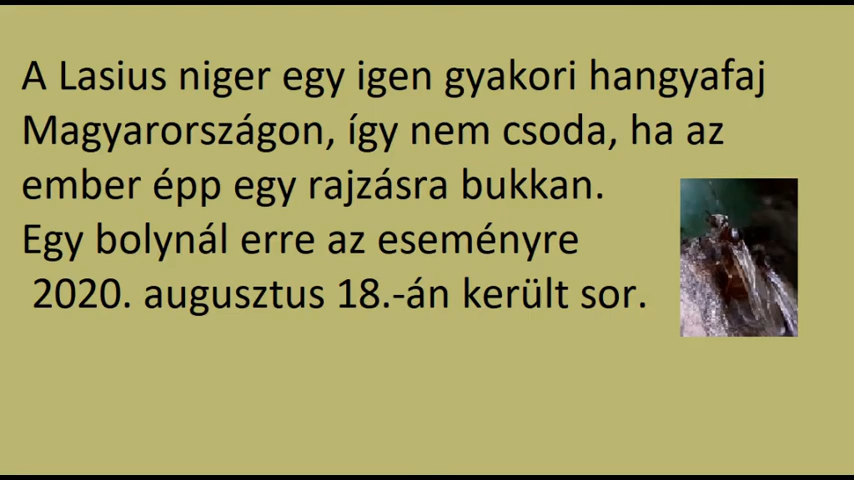 A Lasius niger egy igen gyakori hangyafaj
Magyarországon, így nem csoda, ha az
ember épp egy rajzásra bukkan.
Egy bolynál erre az eseményre
2020. augusztus 18.-án került sor.